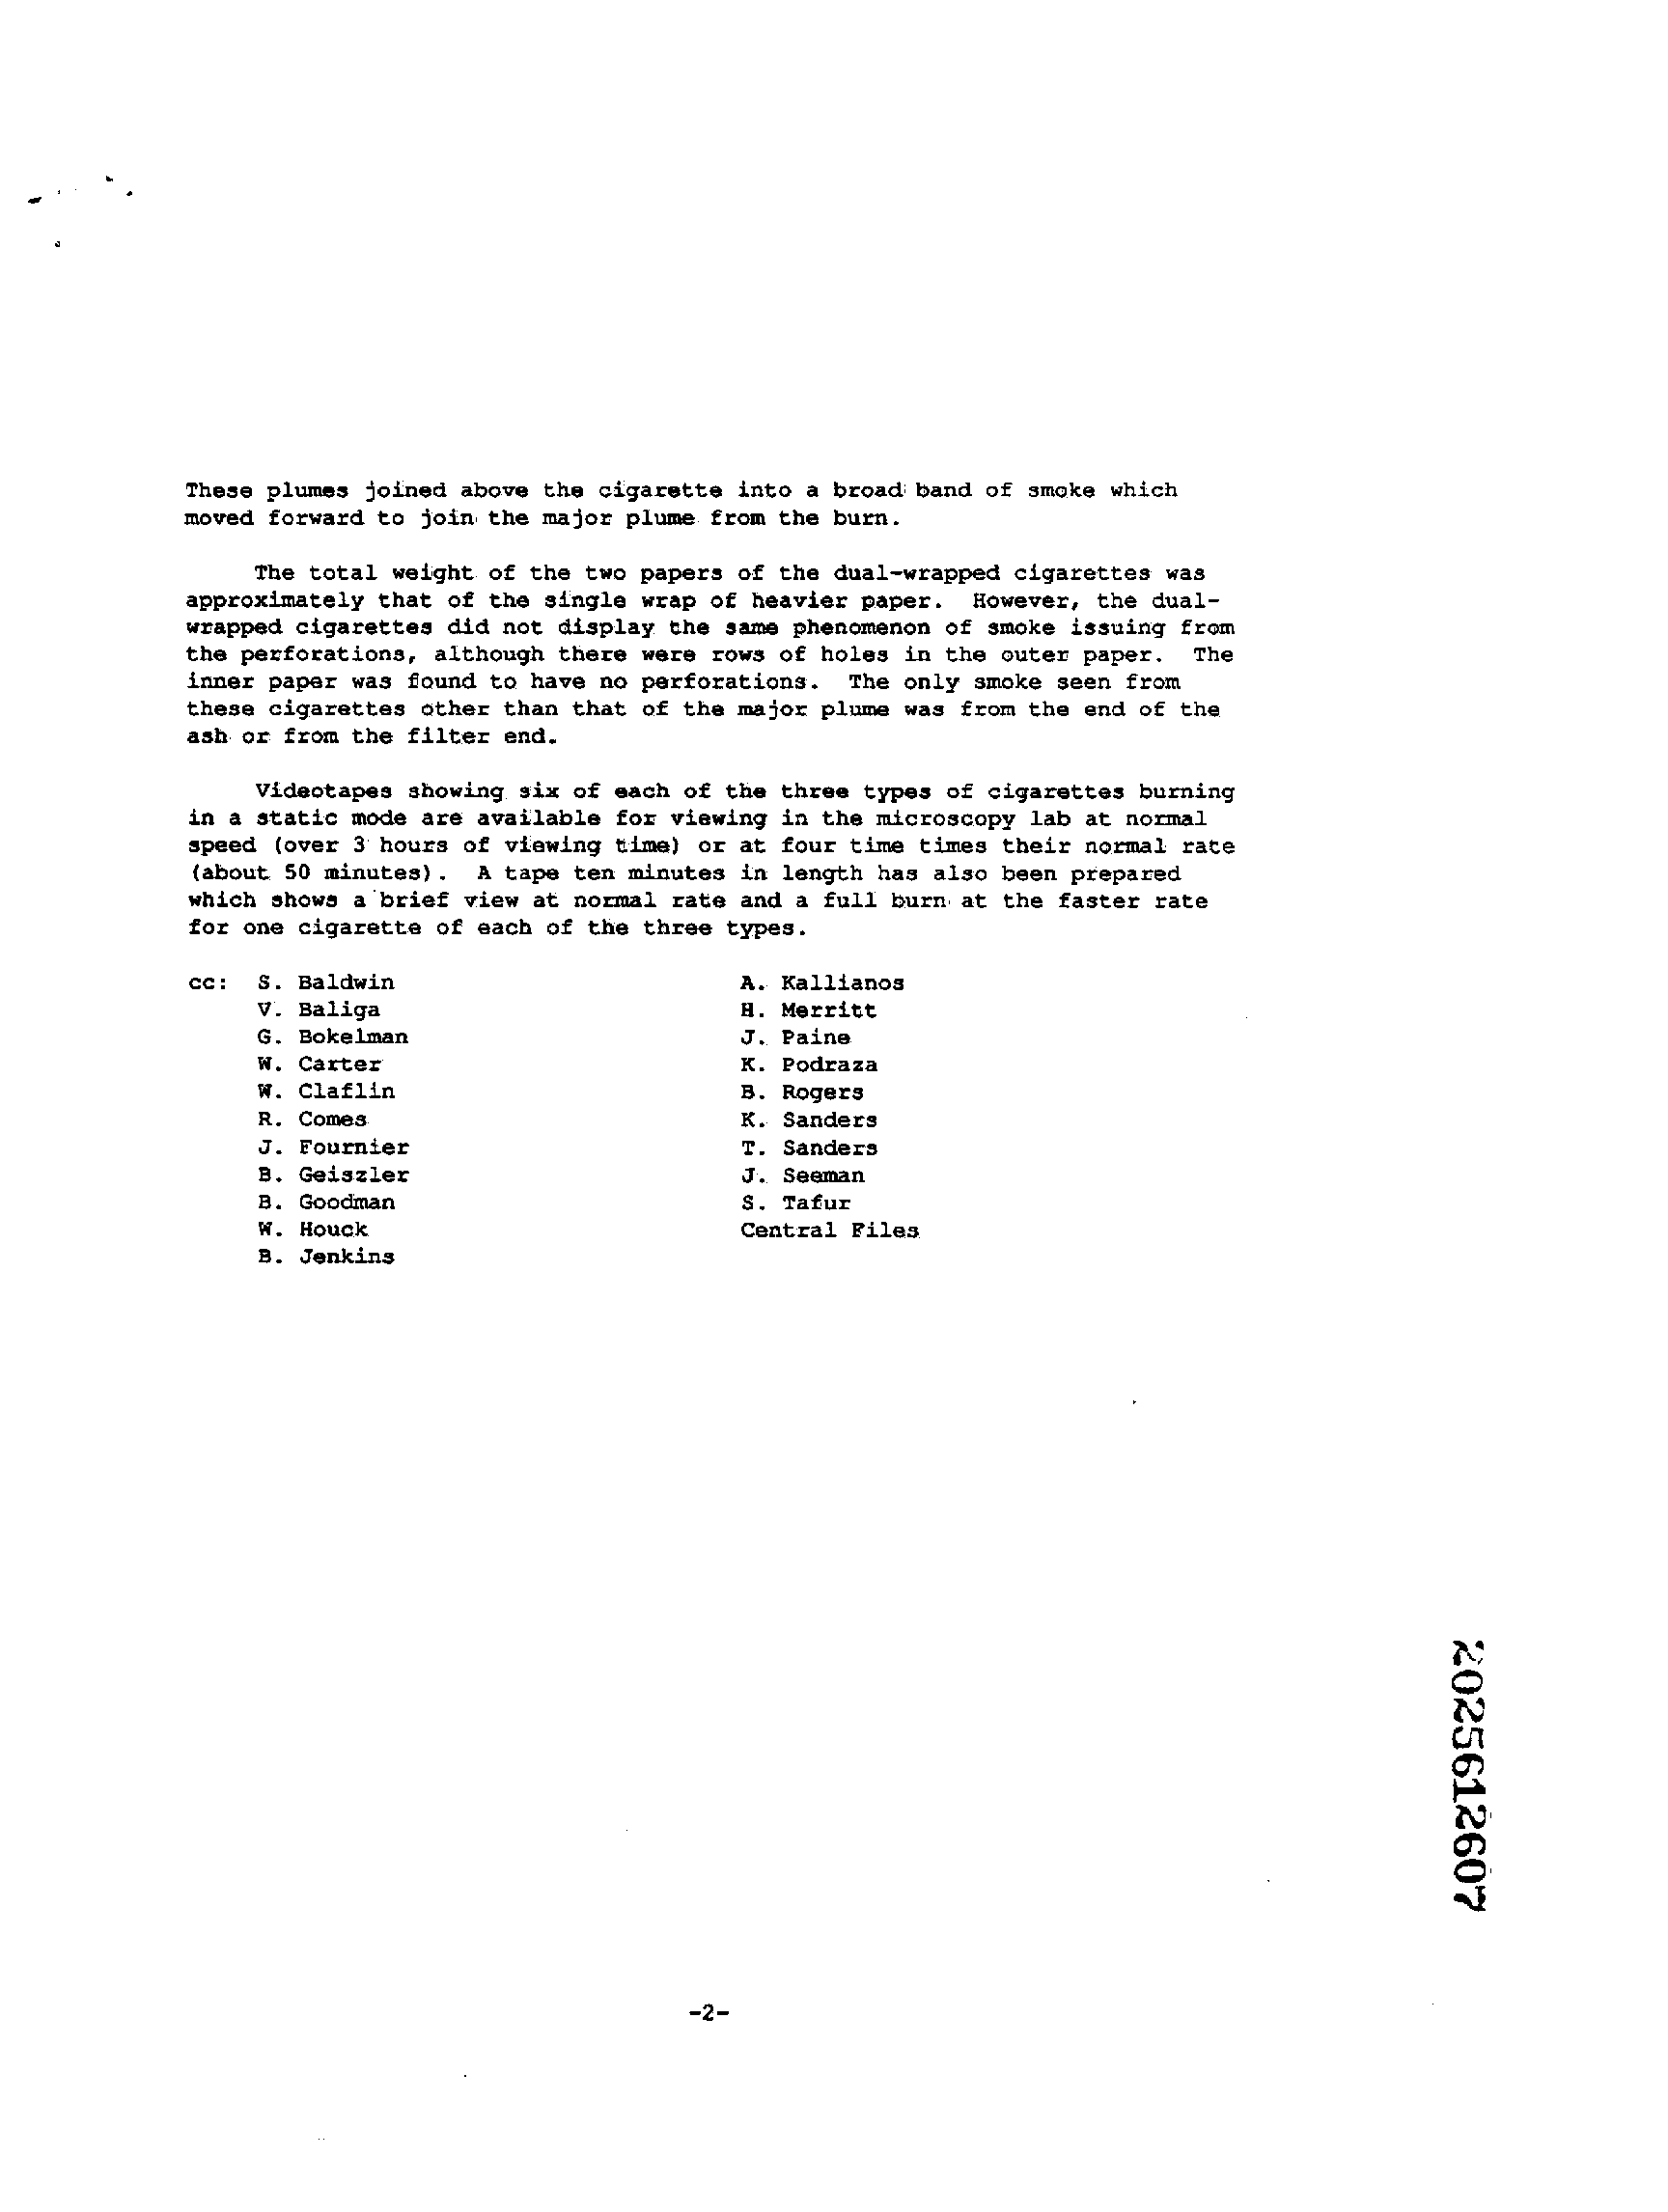 These plumes joined above the cigarette into a broad band of smoke which
moved forward to join the major plume from the burn.
The total weight of the two papers of the dual-wrapped cigarettes was
approximately that of the single wrap of heavier paper.  However, the dual-
wrapped cigarettes did not display the same phenomenon of smoke issuing from
the perforations, although there were rows of holes in the outer paper.  The
inner paper was found to have no perforations.  The only smoke seen from
these cigarettes other than that of the major plume was from the end of the
ash or from the filter end.
Videotapes showing six of each of the three types of cigarettes burning
in a static mode are available for viewing in the microscopy lab at normal
speed (over 3 hours of viewing time) or at four time times their normal rate
(about 50 minutes).  A tape ten minutes in length has also been prepared
which shows a brief view at normal rate and a full burn at the faster rate
for one cigarette of each of the three types.
cc: S. Baldwin
V. Baliga
G. Bokelman
W. Carter
W. Claflin
R. Comes
J. Fournier
B. Geiszler
B. Goodman
W. Houck
B. Jenkins
A. Kallianos
H. Merritt
J. Paine
K. Podraza
B. Rogers
K. Sanders
T. Sanders
J. Seeman
S. Tafur
Central Files
2025612607
-2-